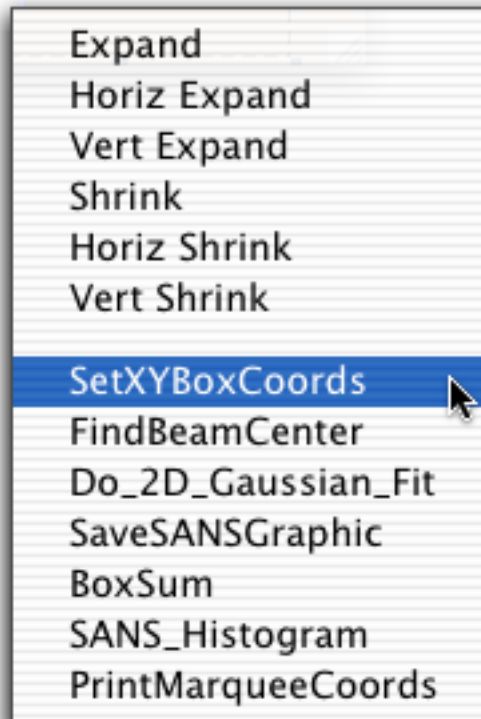 Expand
Horiz Expand
Vert Expand
Shrink
Horiz Shrink
Vert Shrink
SetXYBoxCoords
FindBeamCenter
Do_2D_Gaussian_Fit
SaveSANSGraphic
BoxSum
SANS_Histogram
PrintMarqueeCoords